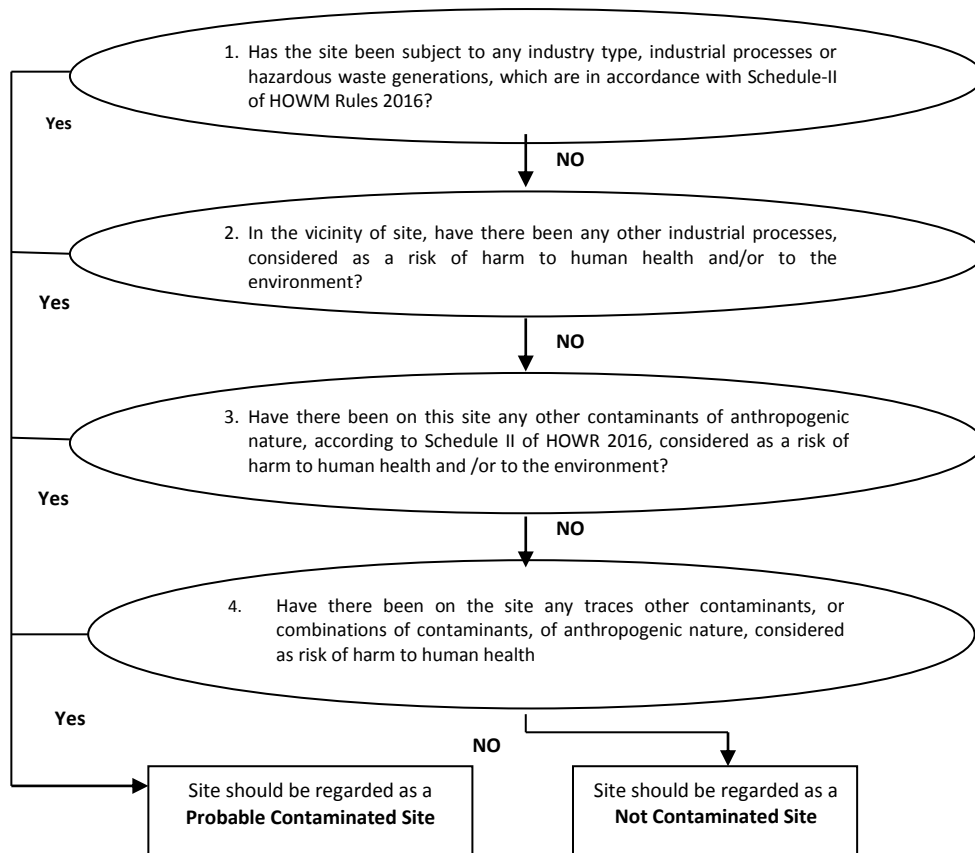 1. Has the site been subject to any industry type, industrial processes or
hazardous waste generations, which are in accordance with Schedule-II
of HOWM Rules 2016?
Yes
NO
2. In the vicinity of site, have there been any other industrial processes,
considered as a risk of harm to human health and/or to the
environment?
Yes
NO
3. Have there been on this site any other contaminants of anthropogenic
nature, according to Schedule II of HOWR 2016, considered as a risk of
harm to human health and /or to the environment?
Yes
NO
4. Have there been on the site any traces other contaminants, or
combinations of contaminants, of anthropogenic nature, considered
as risk of harm to human health
Yes
NO
Site should be regarded as a
Probable Contaminated Site
Site should be regarded as a
Not Contaminated Site